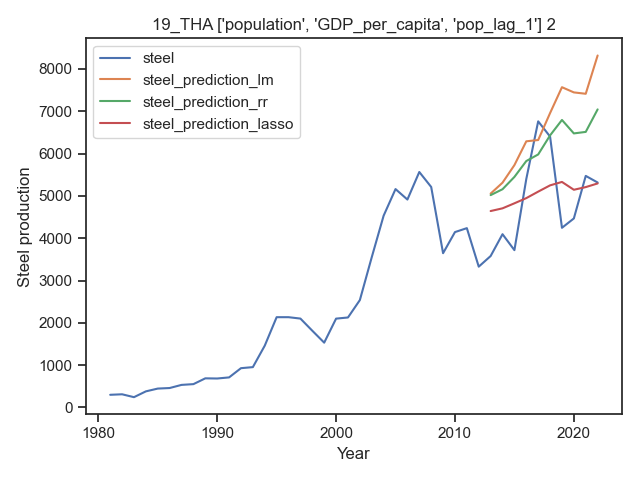 19_THA ['population', 'GDP_per_capita', 'pop_lag_1'] 2
steel
steel_prediction_lm
steel_prediction_rr
steel_prediction_lasso
Steel production
8000
7000
6000
5000
4000
3000
2000
1000
0
1980
1990
2000
2010
2020
Year